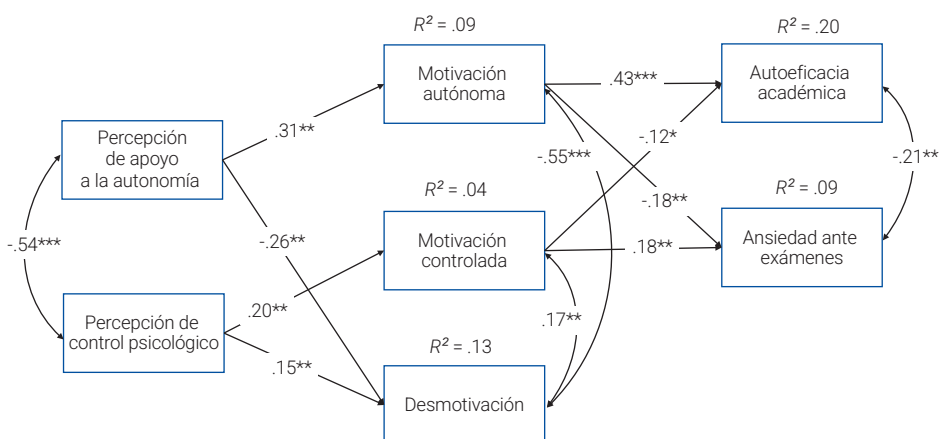 R² = .09
R² = .20
Motivación
autónoma
.43***
Autoeficacia
académica
Percepción
de apoyo
a la autonomía
.31**
-.12*
-.55***
-.21**
R² = .04
R² = .09
-.18**
-.54***
-.26**
Motivación
controlada
.18**
Ansiedad ante
exámenes
.20**
.17**
Percepción de
control psicológico
R² = .13
.15**
Desmotivación